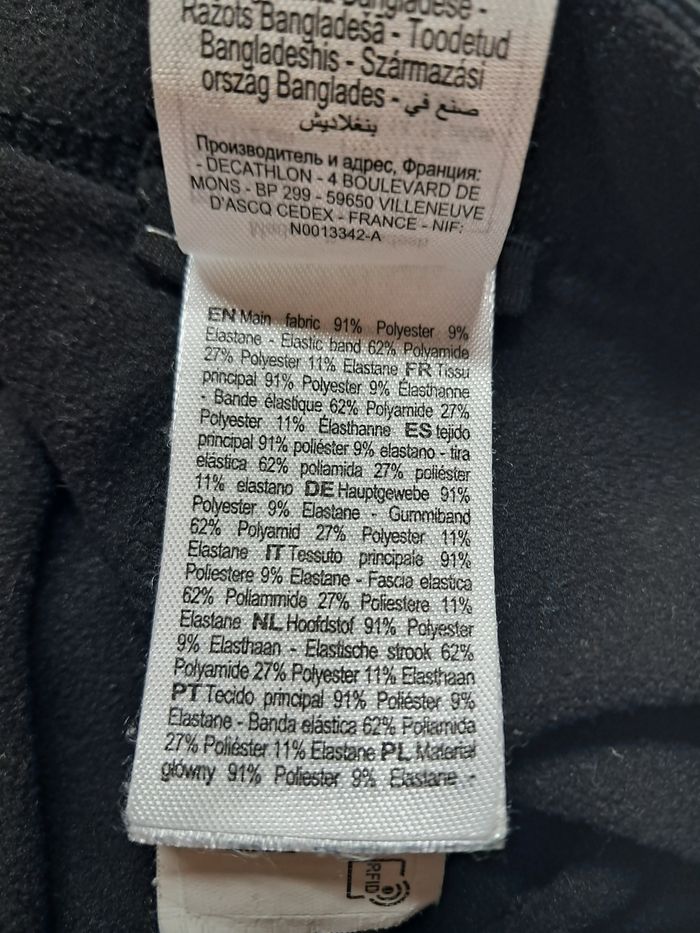 Ražots Bangladešā - Toodetud
Bangladeshis - Származási
ország Banglades - صنع في
بنغلاديش
Производитель и адрес, Франция:
- DECATHLON - 4 BOULEVARD DE
MONS - BP 299 - 59650 VILLENEUVE
D'ASCQ CEDEX - FRANCE - NIF:
N0013342-A
EN Main fabric 91% Polyester 9%
Elastane - Elastic band 62% Polyamide
27% Polyester 11% Elastane FR Tissu
principal 91% Polyester 9% Élasthanne
- Bande élastique 62% Polyamide 27%
Polyester 11% Élasthanne ES tejido
principal 91% poliéster 9% elastano - tira
elástica 62% poliamida 27% poliéster
11% elastano DE Hauptgewebe 91%
Polyester 9% Elastane - Gummiband
62% Polyamid 27% Polyester 11%
Elastane IT Tessuto principale 91%
Poliestere 9% Elastane - Fascia elastica
62% Poliammide 27% Poliestere 11%
Elastane NL Hoofdstof 91% Polyester
9% Elasthaan - Elastische strook 62%
Polyamide 27% Polyester 11% Elasthaan
PT Tecido principal 91% Poliéster 9%
Elastane - Banda elástica 62% Poliamida
27% Poliéster 11% Elastane PL Materiał
główny 91% Poliester 9% Elastane -
RFID